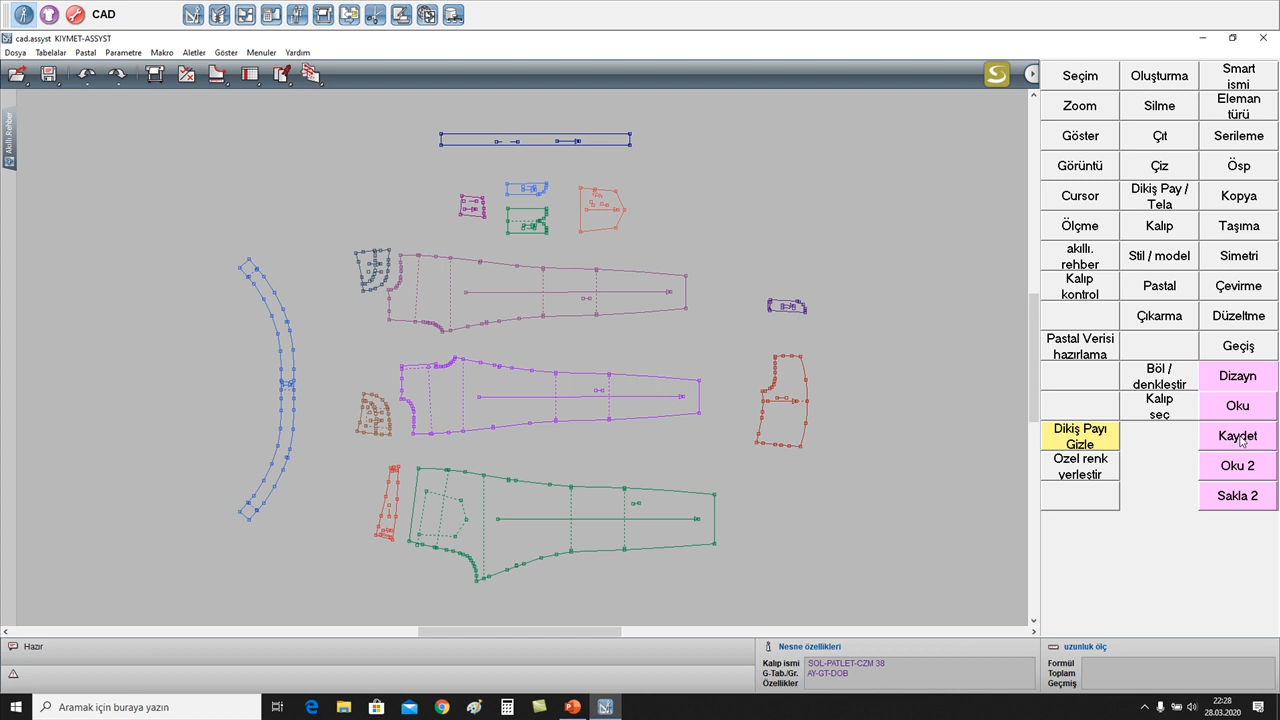 CAD
cad.assyst KIYMET-ASSYST
Dosya Tabelalar Pastal Parametre Makro Aletler Göster Menuler Yardım
S
Akıllı.Rehber
Seçim Oluşturma Smart ismi
Zoom Silme Eleman türü
Göster Çıt Serileme
Görüntü Çiz Ösp
Cursor Dikiş Pay / Tela Kopya
Ölçme Kalıp Taşıma
akıllı. rehber Stil / model Simetri
Kalıp kontrol Pastal Çevirme
Çıkarma Düzeltme
Pastal Verisi hazırlama Geçiş
Böl / denkleştir Dizayn
Kalıp seç Oku
Dikiş Payı Gizle Kaydet
Ozel renk yerleştir Oku 2
Sakla 2
Hazır
Nesne özellikleri
Kalıp ismi SOL-PATLET-CZM 38
G-Tab./Gr. AY-GT-DOB
Özellikler
uzunluk ölç
Formül
Toplam
Geçmiş
Aramak için buraya yazın
22:28
28.03.2020